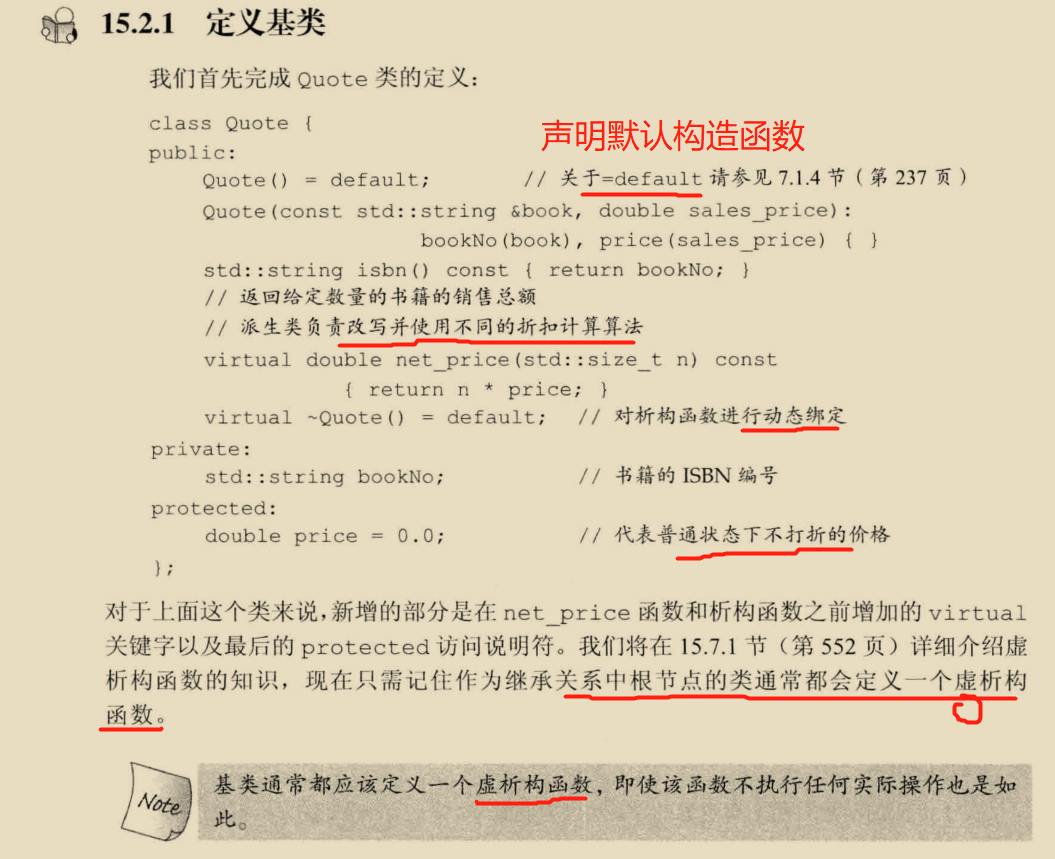 15.2.1 定义基类
我们首先完成 Quote 类的定义：
class Quote {
声明默认构造函数
public:
Quote() = default; // 关于=default 请参见 7.1.4 节（第 237 页）
Quote(const std::string &book, double sales_price):
bookNo(book), price(sales_price) { }
std::string isbn() const { return bookNo; }
// 返回给定数量的书籍的销售总额
// 派生类负责改写并使用不同的折扣计算算法
virtual double net_price(std::size_t n) const
{ return n * price; }
virtual ~Quote() = default; // 对析构函数进行动态绑定
private:
std::string bookNo; // 书籍的 ISBN 编号
protected:
double price = 0.0; // 代表普通状态下不打折的价格
};
对于上面这个类来说，新增的部分是在 net_price 函数和析构函数之前增加的 virtual
关键字以及最后的 protected 访问说明符。我们将在 15.7.1 节（第 552 页）详细介绍虚
析构函数的知识，现在只需记住作为继承关系中根节点的类通常都会定义一个虚析构
函数。
Note
基类通常都应该定义一个虚析构函数，即使该函数不执行任何实际操作也是如
此。